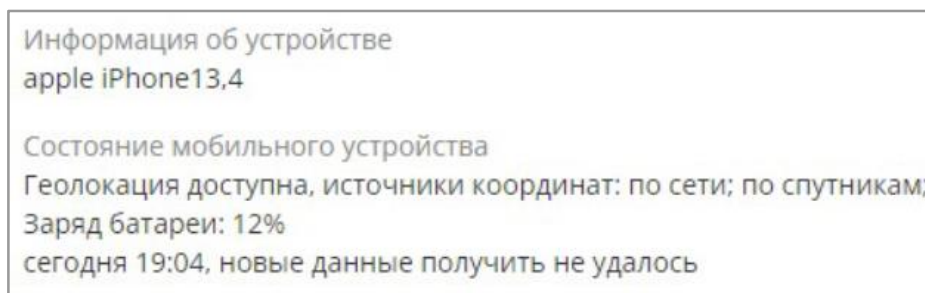 Информация об устройстве
apple iPhone13,4
Состояние мобильного устройства
Геолокация доступна, источники координат: по сети; по спутникам;
Заряд батареи: 12%
сегодня 19:04, новые данные получить не удалось